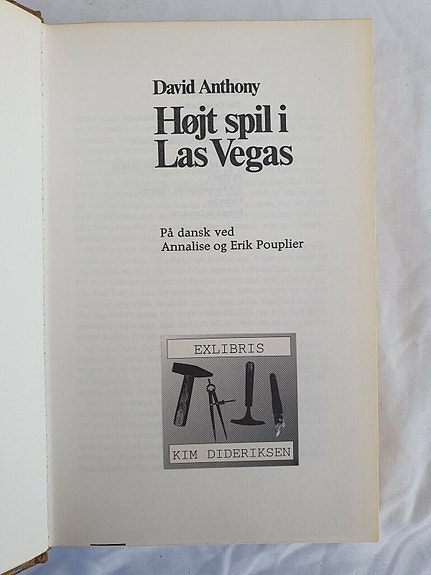 David Anthony
Højt spil i
Las Vegas
På dansk ved
Annalise og Erik Pouplier
EXLIBRIS
KIM DIDERIKSEN